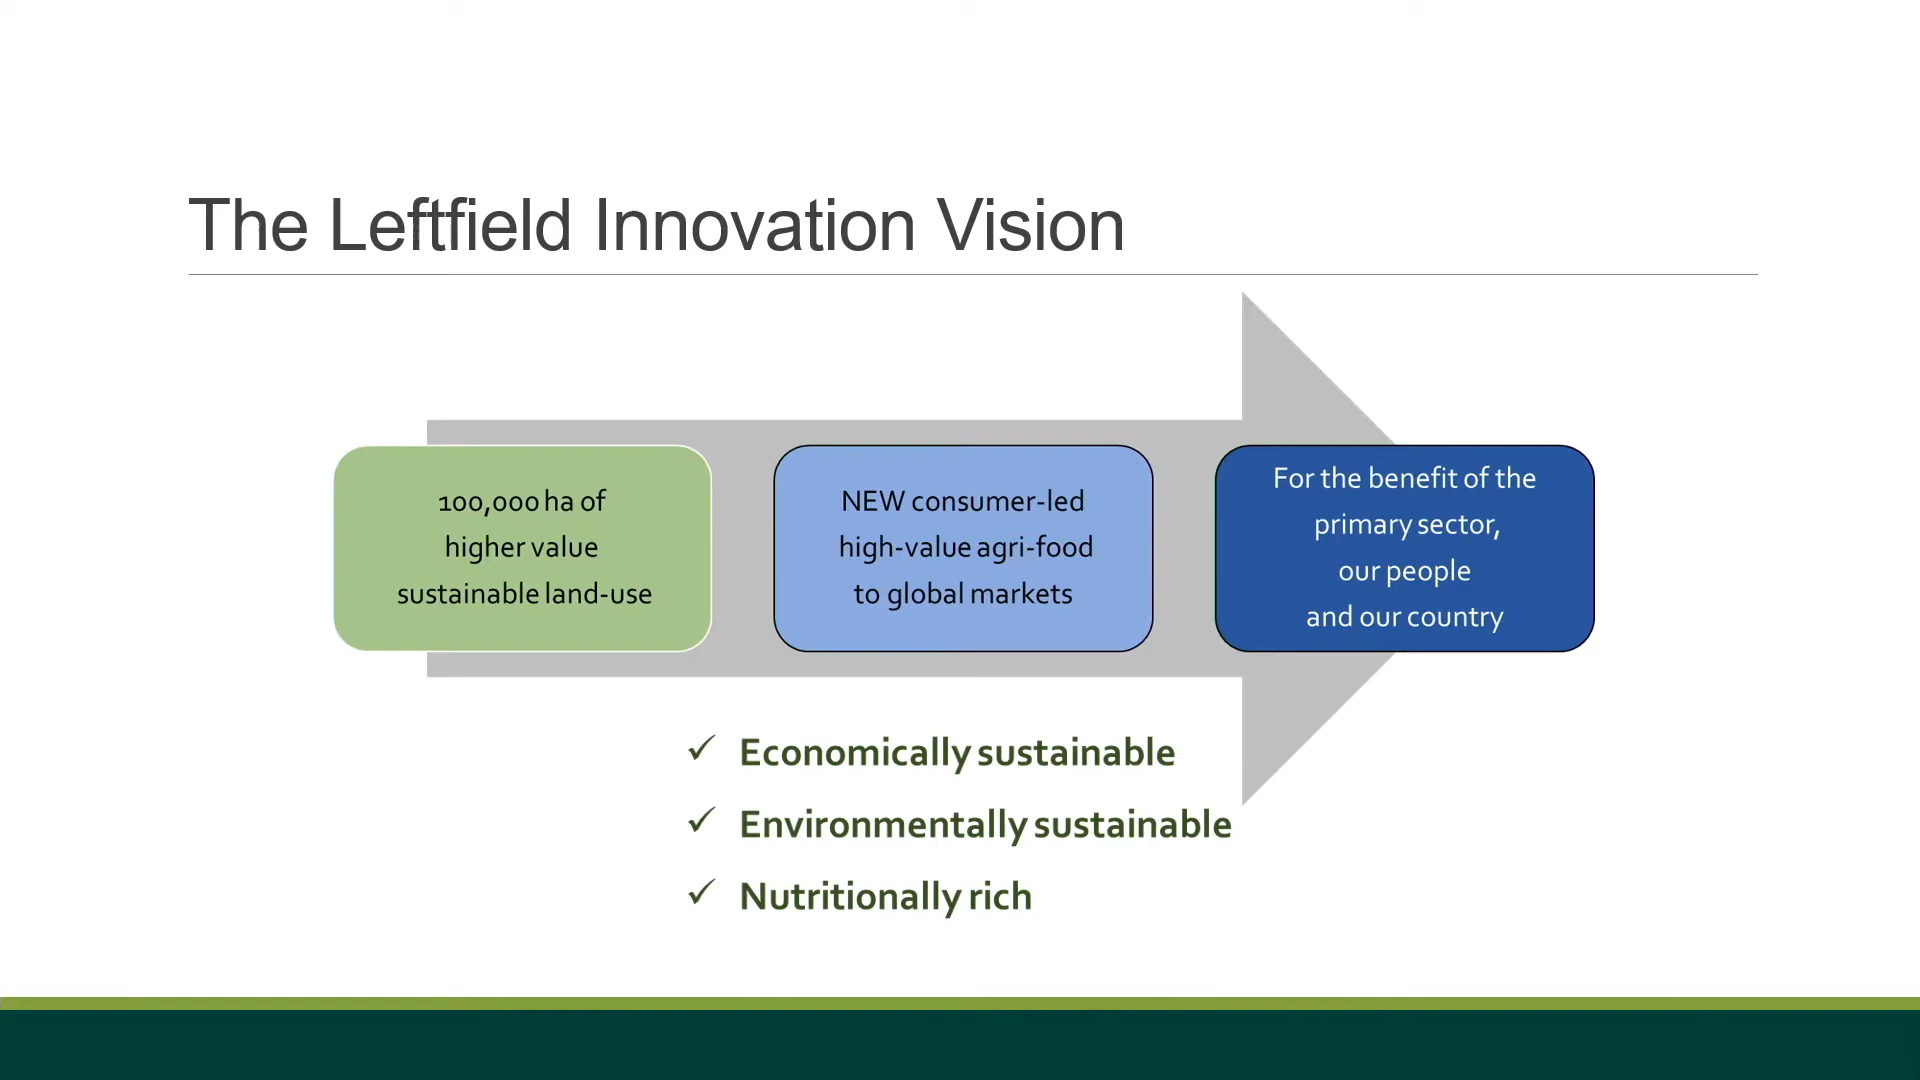 The Leftfield Innovation Vision
100,000 ha of
higher value
sustainable land-use
NEW consumer-led
high-value agri-food
to global markets
For the benefit of the
primary sector,
our people
and our country
✓ Economically sustainable
✓ Environmentally sustainable
✓ Nutritionally rich